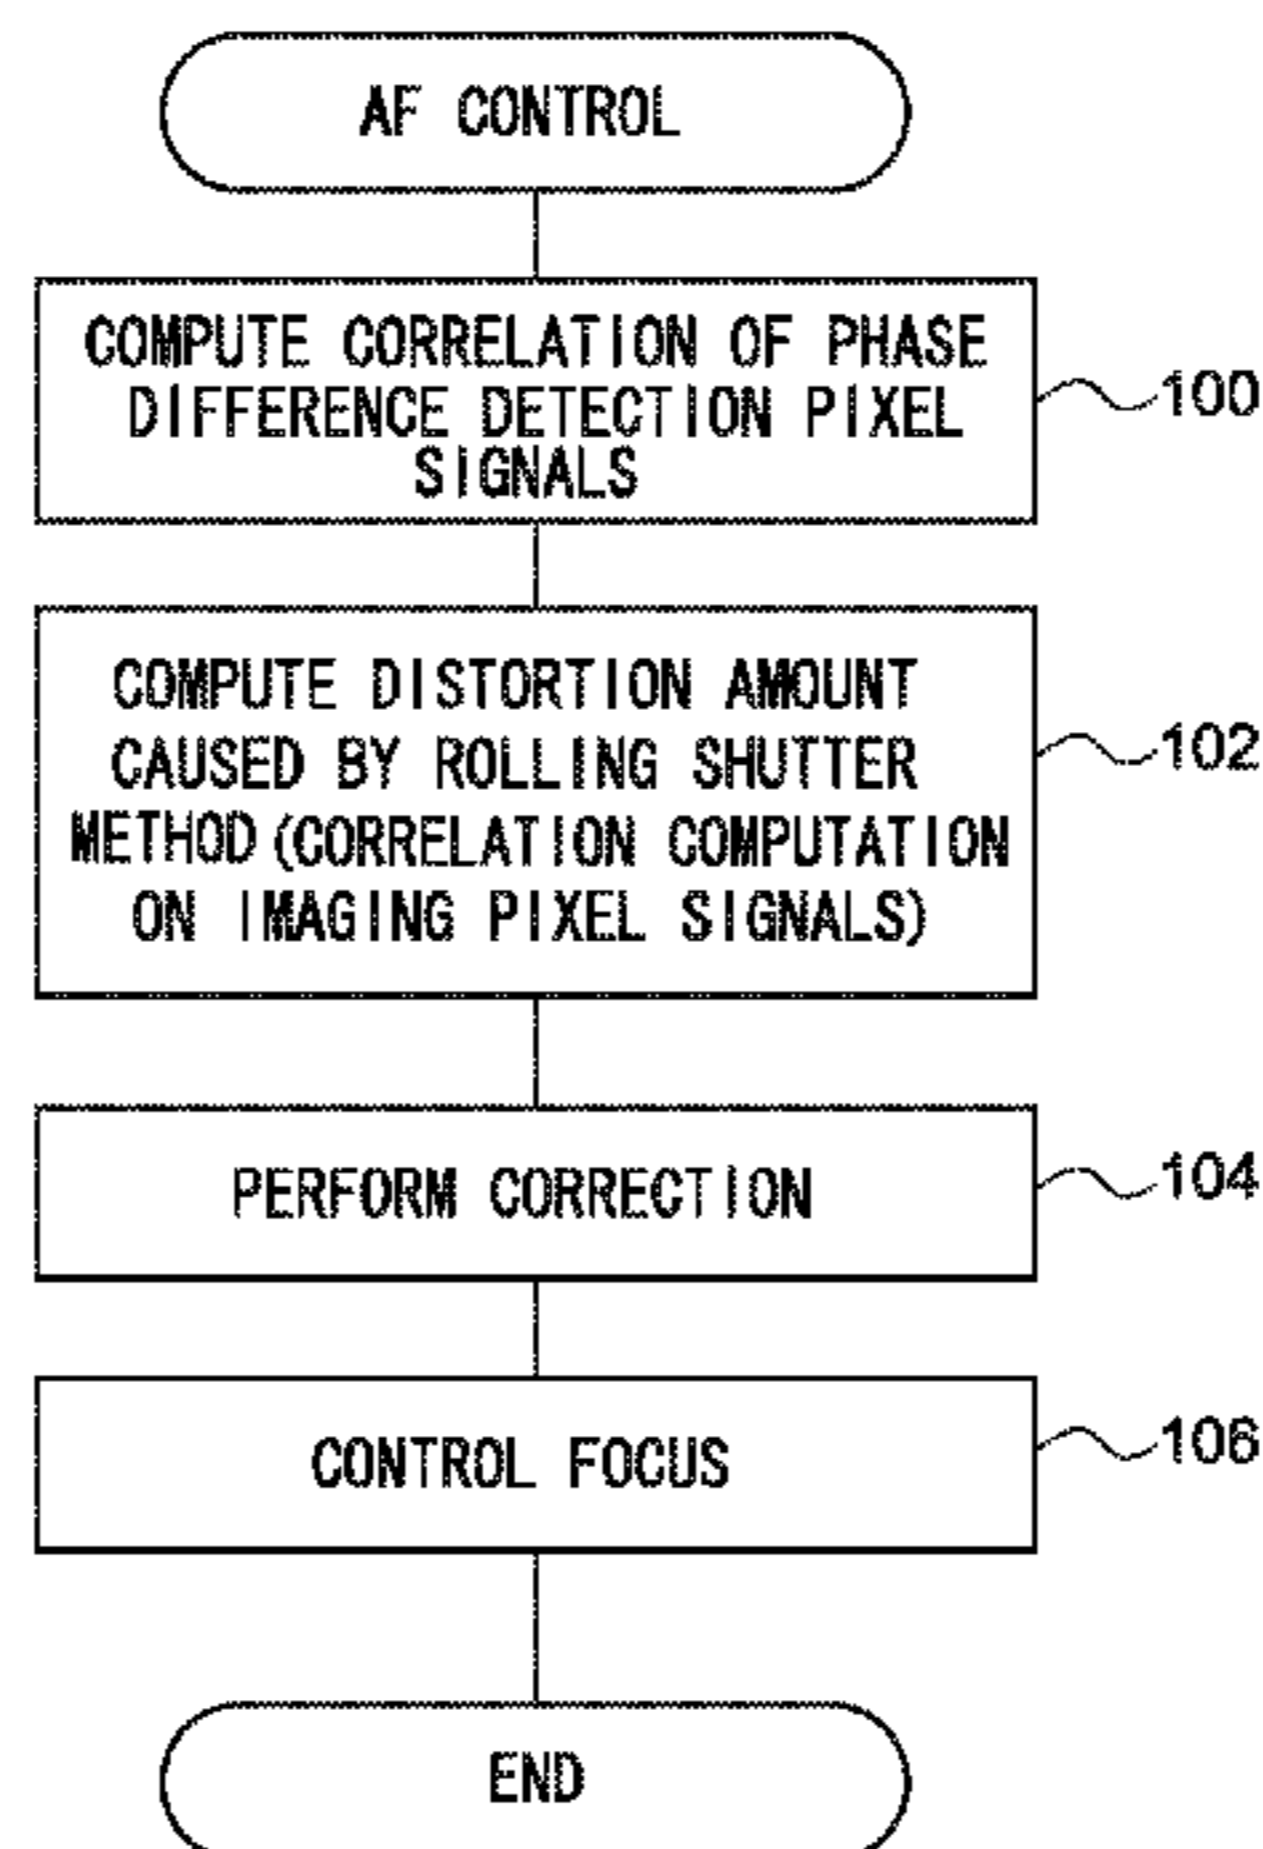 AF CONTROL
COMPUTE CORRELATION OF PHASE
DIFFERENCE DETECTION PIXEL
SIGNALS
100
COMPUTE DISTORTION AMOUNT
CAUSED BY ROLLING SHUTTER
METHOD (CORRELATION COMPUTATION
ON IMAGING PIXEL SIGNALS)
102
PERFORM CORRECTION
104
CONTROL FOCUS
106
END